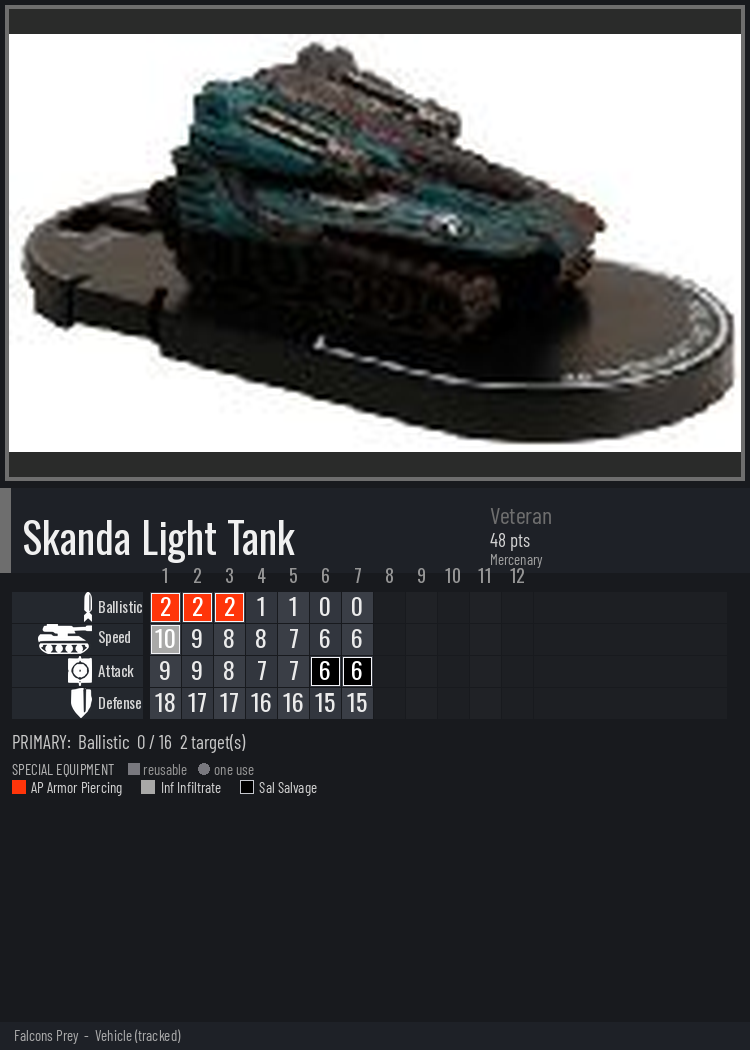 Skanda Light Tank
Veteran
48 pts
Mercenary
1 2 3 4 5 6 7 8 9 10 11 12
Ballistic 2 2 2 1 1 0 0
Speed 10 9 8 8 7 6 6
Attack 9 9 8 7 7 6 6
Defense 18 17 17 16 16 15 15
PRIMARY: Ballistic 0 / 16 2 target(s)
SPECIAL EQUIPMENT reusable one use
AP Armor Piercing Inf Infiltrate Sal Salvage
Falcons Prey - Vehicle (tracked)